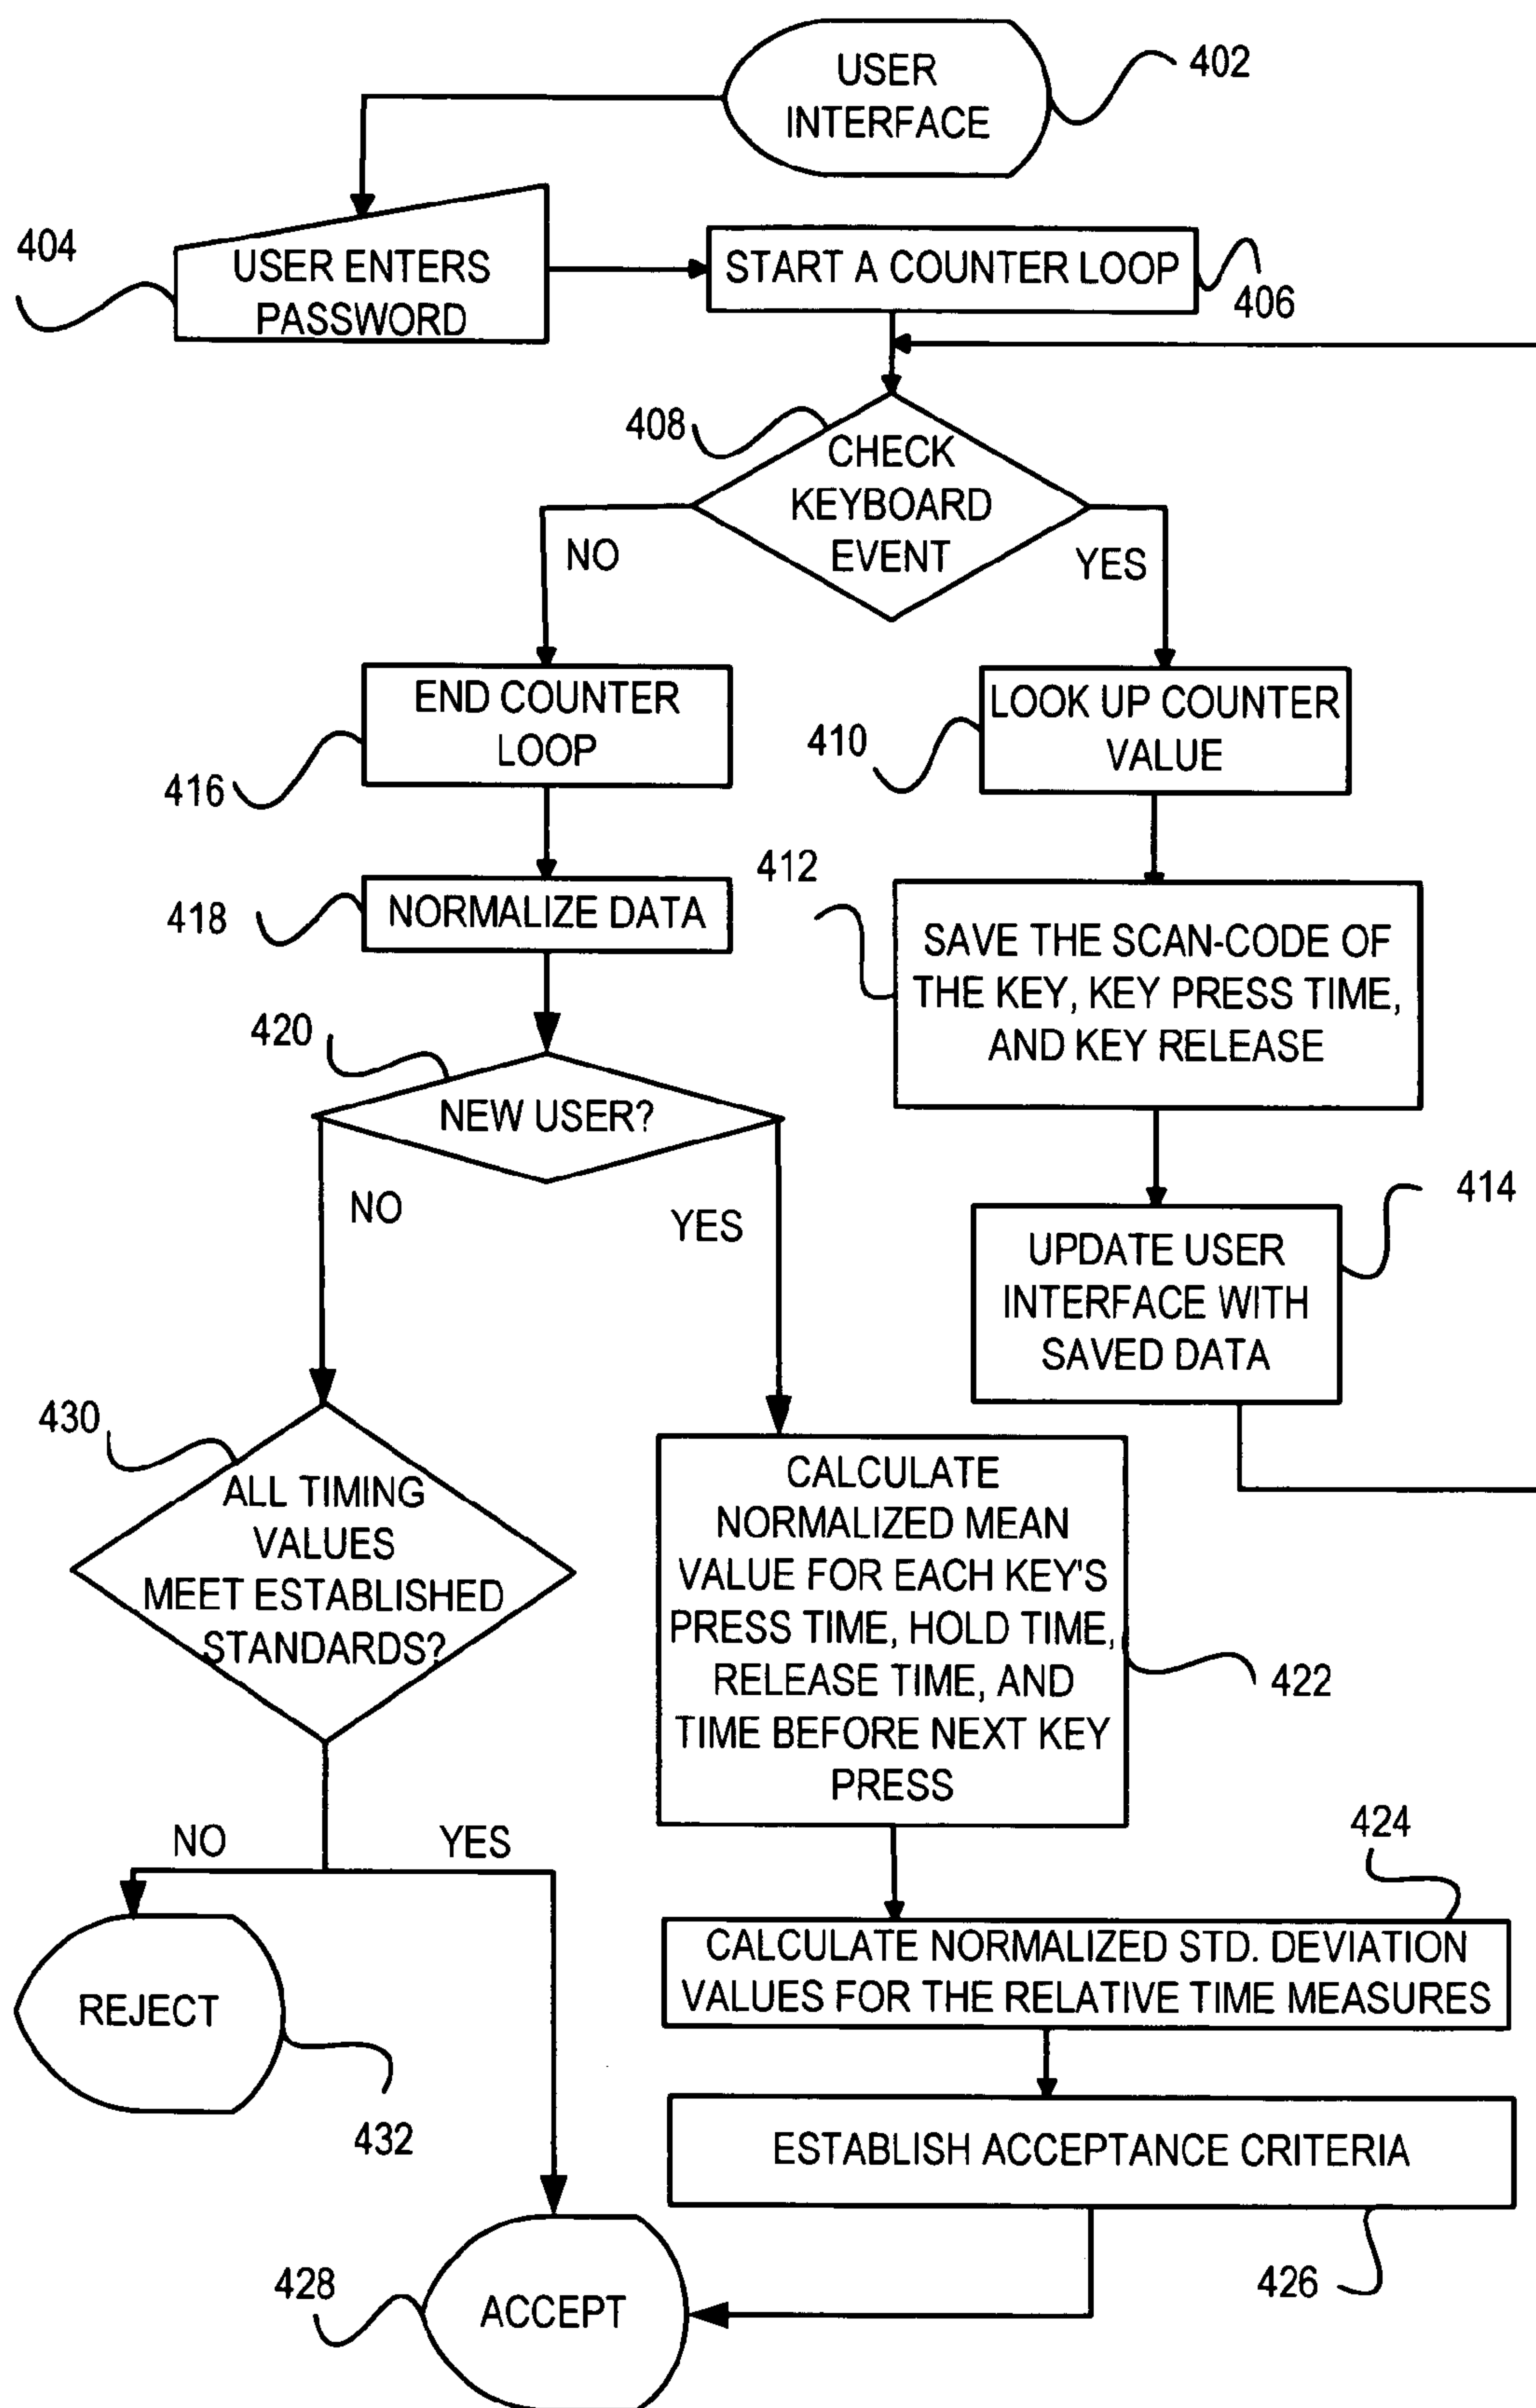 USER
INTERFACE
402
404
USER ENTERS
PASSWORD
START A COUNTER LOOP
406
408
CHECK
KEYBOARD
EVENT
NO
YES
END COUNTER
LOOP
416
LOOK UP COUNTER
VALUE
410
412
NORMALIZE DATA
418
SAVE THE SCAN-CODE OF
THE KEY, KEY PRESS TIME,
AND KEY RELEASE
420
NEW USER?
NO
YES
414
UPDATE USER
INTERFACE WITH
SAVED DATA
430
ALL TIMING
VALUES
MEET ESTABLISHED
STANDARDS?
CALCULATE
NORMALIZED MEAN
VALUE FOR EACH KEY'S
PRESS TIME, HOLD TIME,
RELEASE TIME, AND
TIME BEFORE NEXT KEY
PRESS
422
NO
YES
424
CALCULATE NORMALIZED STD. DEVIATION
VALUES FOR THE RELATIVE TIME MEASURES
REJECT
432
ESTABLISH ACCEPTANCE CRITERIA
426
428
ACCEPT